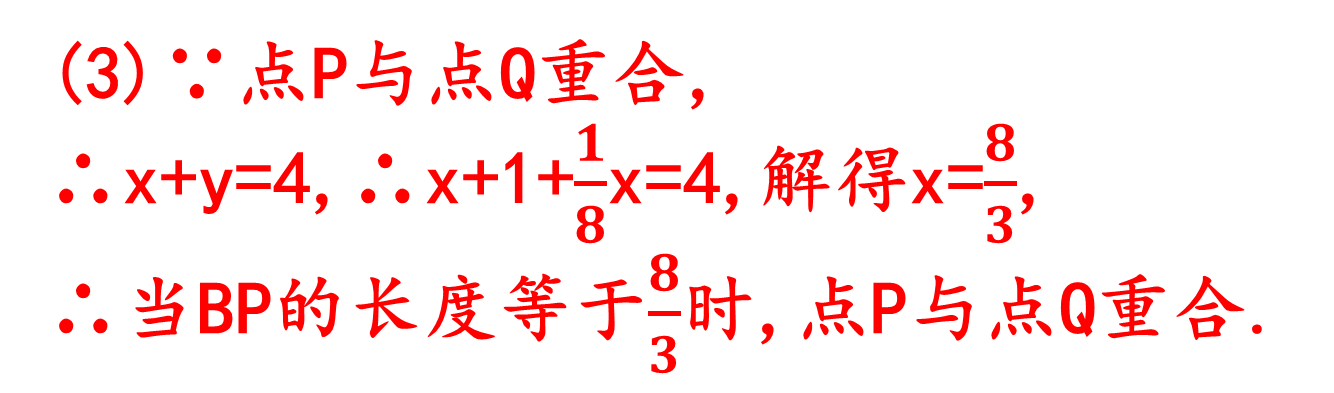 (3)∵点P与点Q重合,
∴x+y=4,∴x+1+1/8x=4,解得x=8/3,
∴当BP的长度等于8/3时,点P与点Q重合.